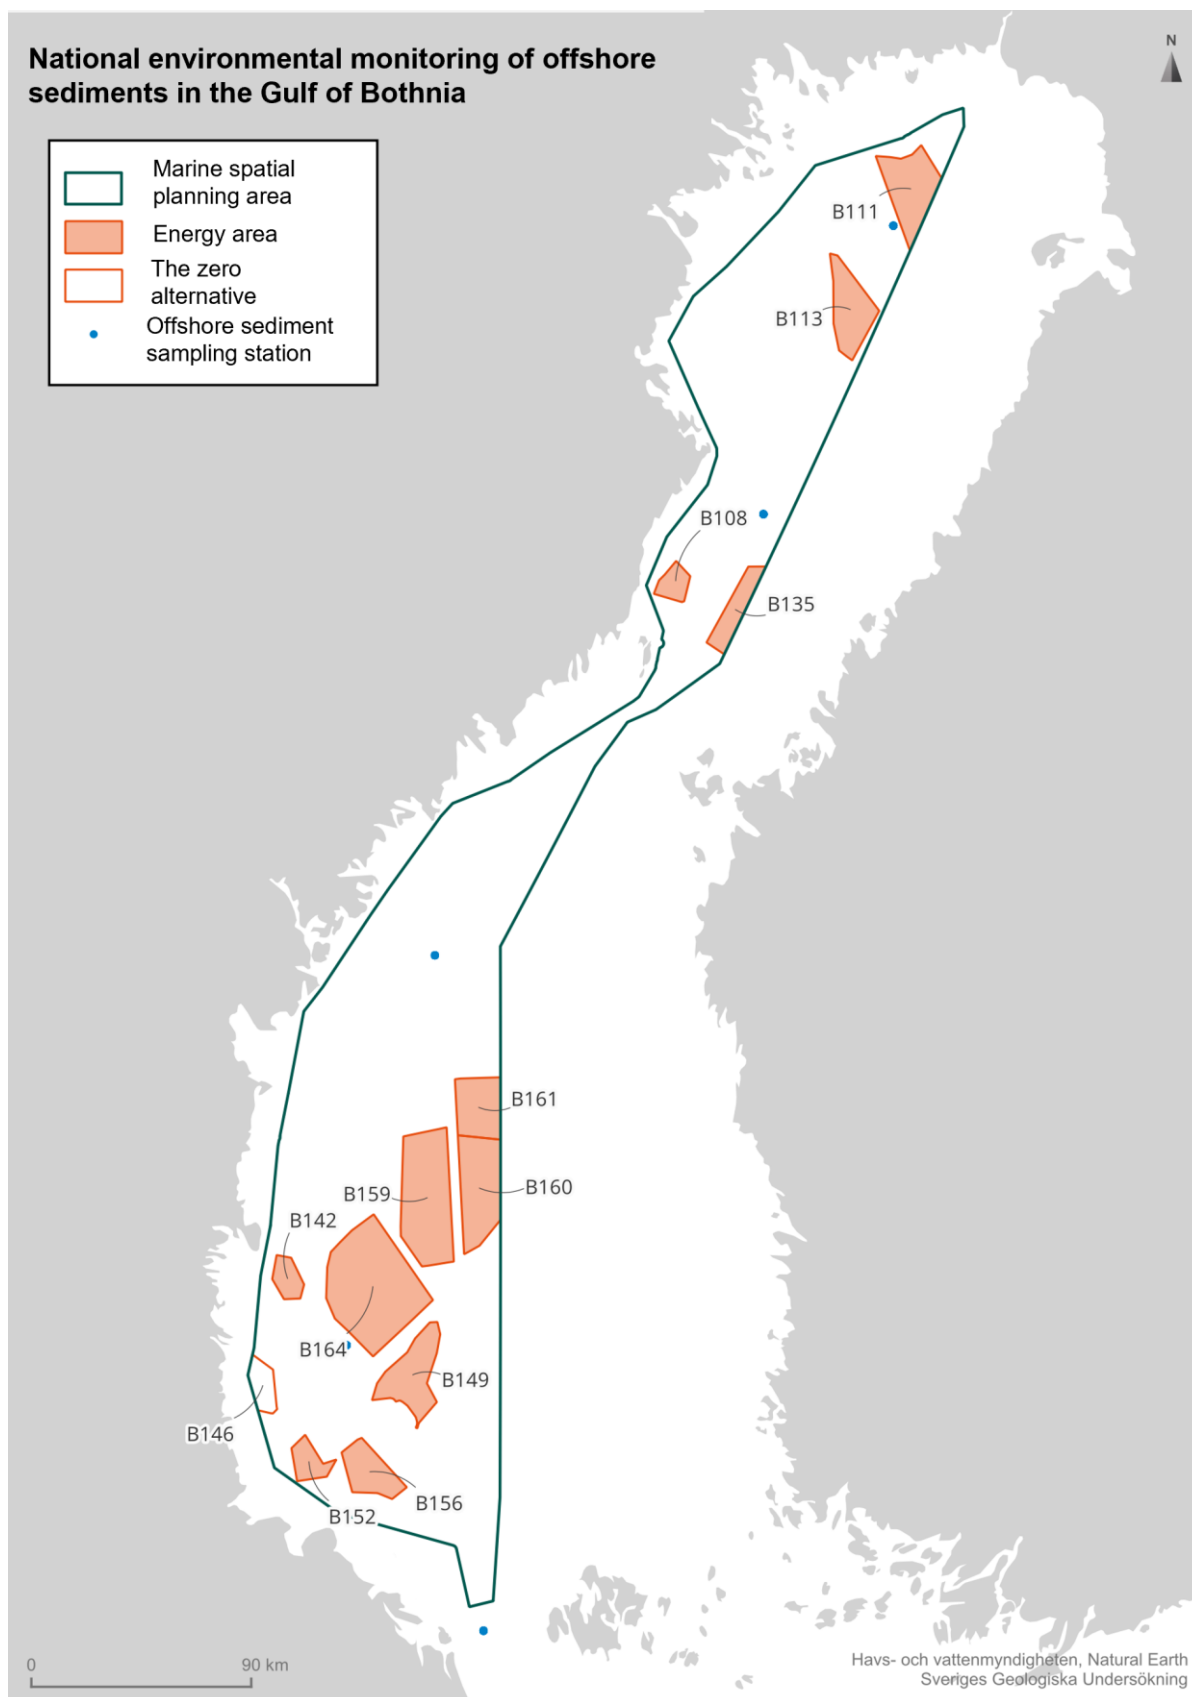 National environmental monitoring of offshore
sediments in the Gulf of Bothnia
N
Marine spatial
planning area
Energy area
The zero
alternative
Offshore sediment
sampling station
B111
B113
B108
B135
B161
B160
B159
B142
B164
B149
B146
B156
B152
0
90 km
Havs- och vattenmyndigheten, Natural Earth
Sveriges Geologiska Undersökning